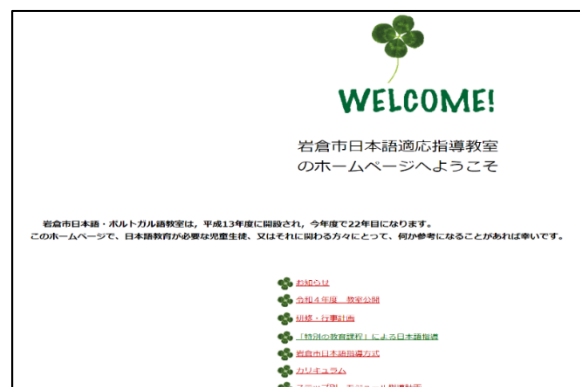 WELCOME!
岩倉市日本語適応指導教室
のホームページへようこそ
岩倉市日本語・ポルトガル語教室は，平成13年度に開設され，今年度で22年目になります。
このホームページで、日本語教育が必要な児童生徒、又はそれに関わる方々にとって、何か参考になることがあれば幸いです。
お知らせ
令和４年度　教室公開
研修・行事計画
「特別の教育課程」による日本語指導
岩倉市日本語指導方式
カリキュラム